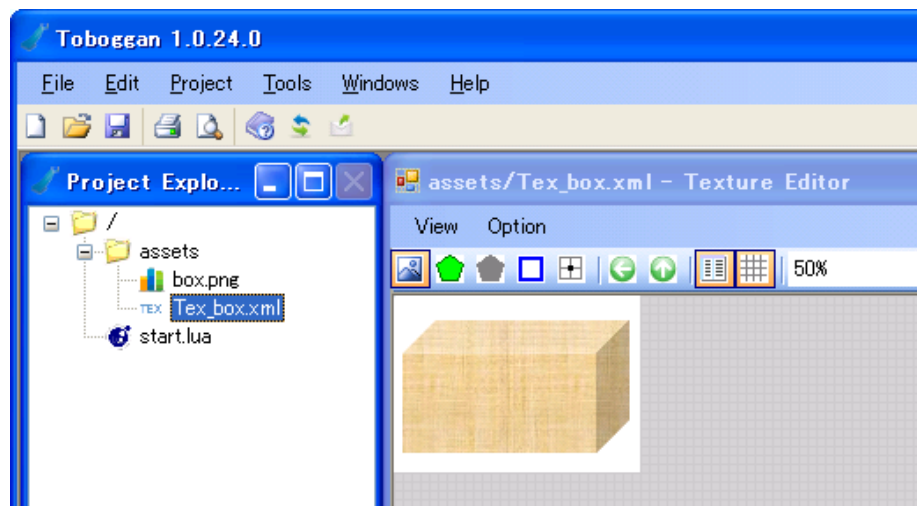 Toboggan 1.0.24.0
File Edit Project Tools Windows Help
Project Explo...
/
assets
box.png
TEX Tex_box.xml
start.lua
assets/Tex_box.xml - Texture Editor
View Option
50%